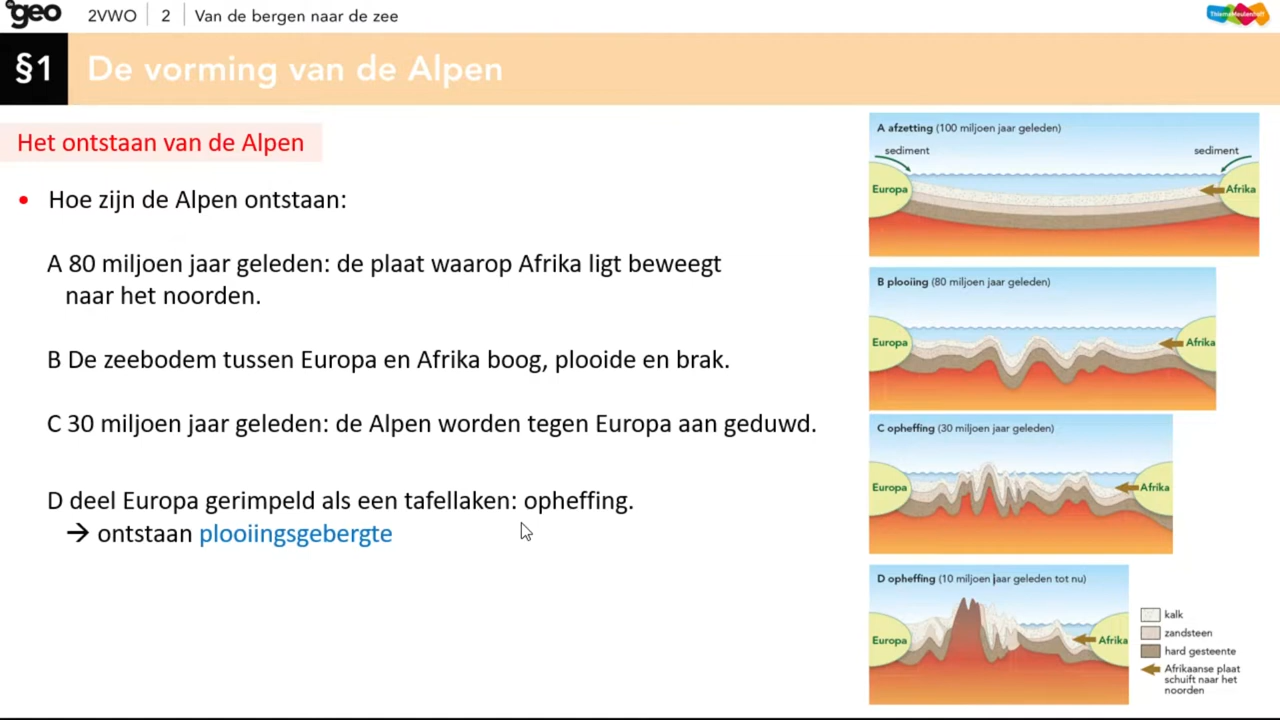 geo
2VWO 2 Van de bergen naar de zee
ThiemeMeulenhoff
§1 De vorming van de Alpen
Het ontstaan van de Alpen
• Hoe zijn de Alpen ontstaan:
A 80 miljoen jaar geleden: de plaat waarop Afrika ligt beweegt
naar het noorden.
B De zeebodem tussen Europa en Afrika boog, plooide en brak.
C 30 miljoen jaar geleden: de Alpen worden tegen Europa aan geduwd.
D deel Europa gerimpeld als een tafellaken: opheffing.
→ ontstaan plooiingsgebergte
A afzetting (100 miljoen jaar geleden)
sediment sediment
Europa Afrika
B plooiing (80 miljoen jaar geleden)
Europa Afrika
C opheffing (30 miljoen jaar geleden)
Europa Afrika
D opheffing (10 miljoen jaar geleden tot nu)
Europa Afrika
kalk
zandsteen
hard gesteente
Afrikaanse plaat
schuift naar het
noorden